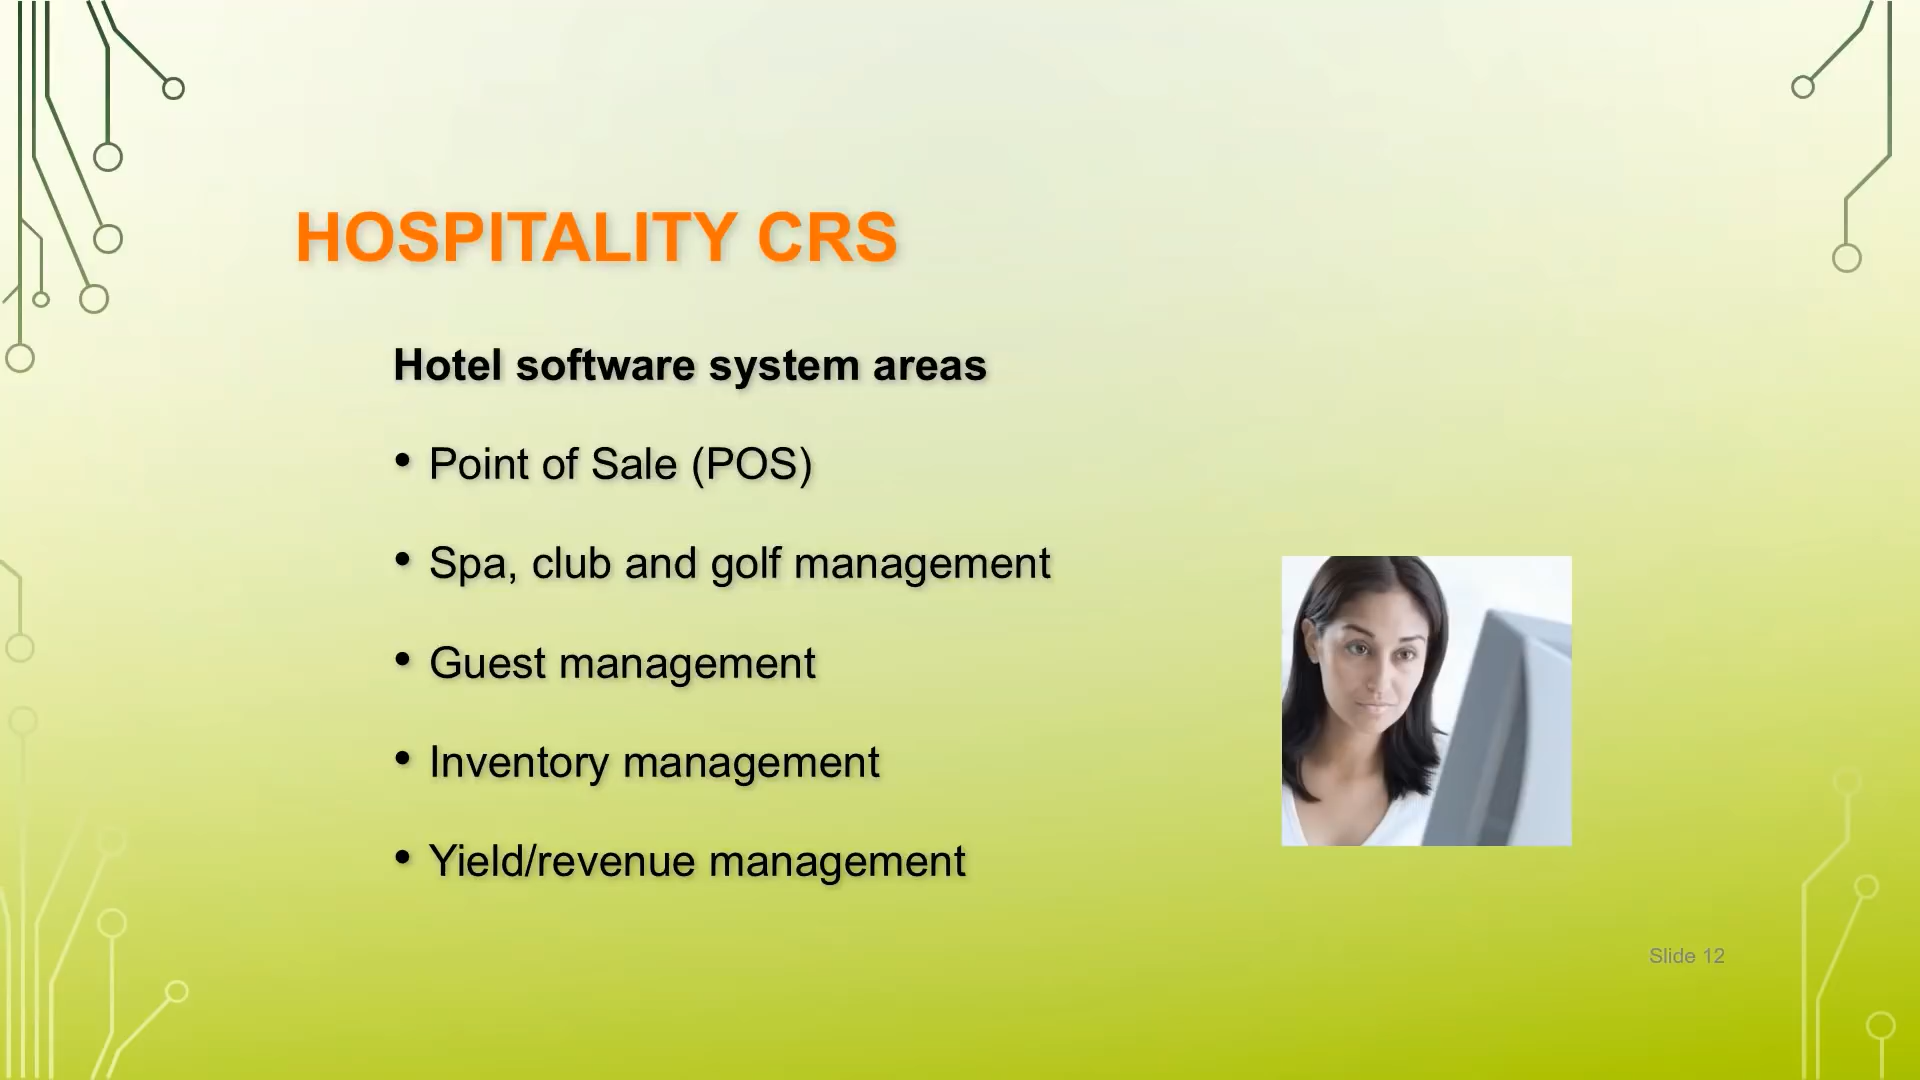 HOSPITALITY CRS
Hotel software system areas
• Point of Sale (POS)
• Spa, club and golf management
• Guest management
• Inventory management
• Yield/revenue management
Slide 12